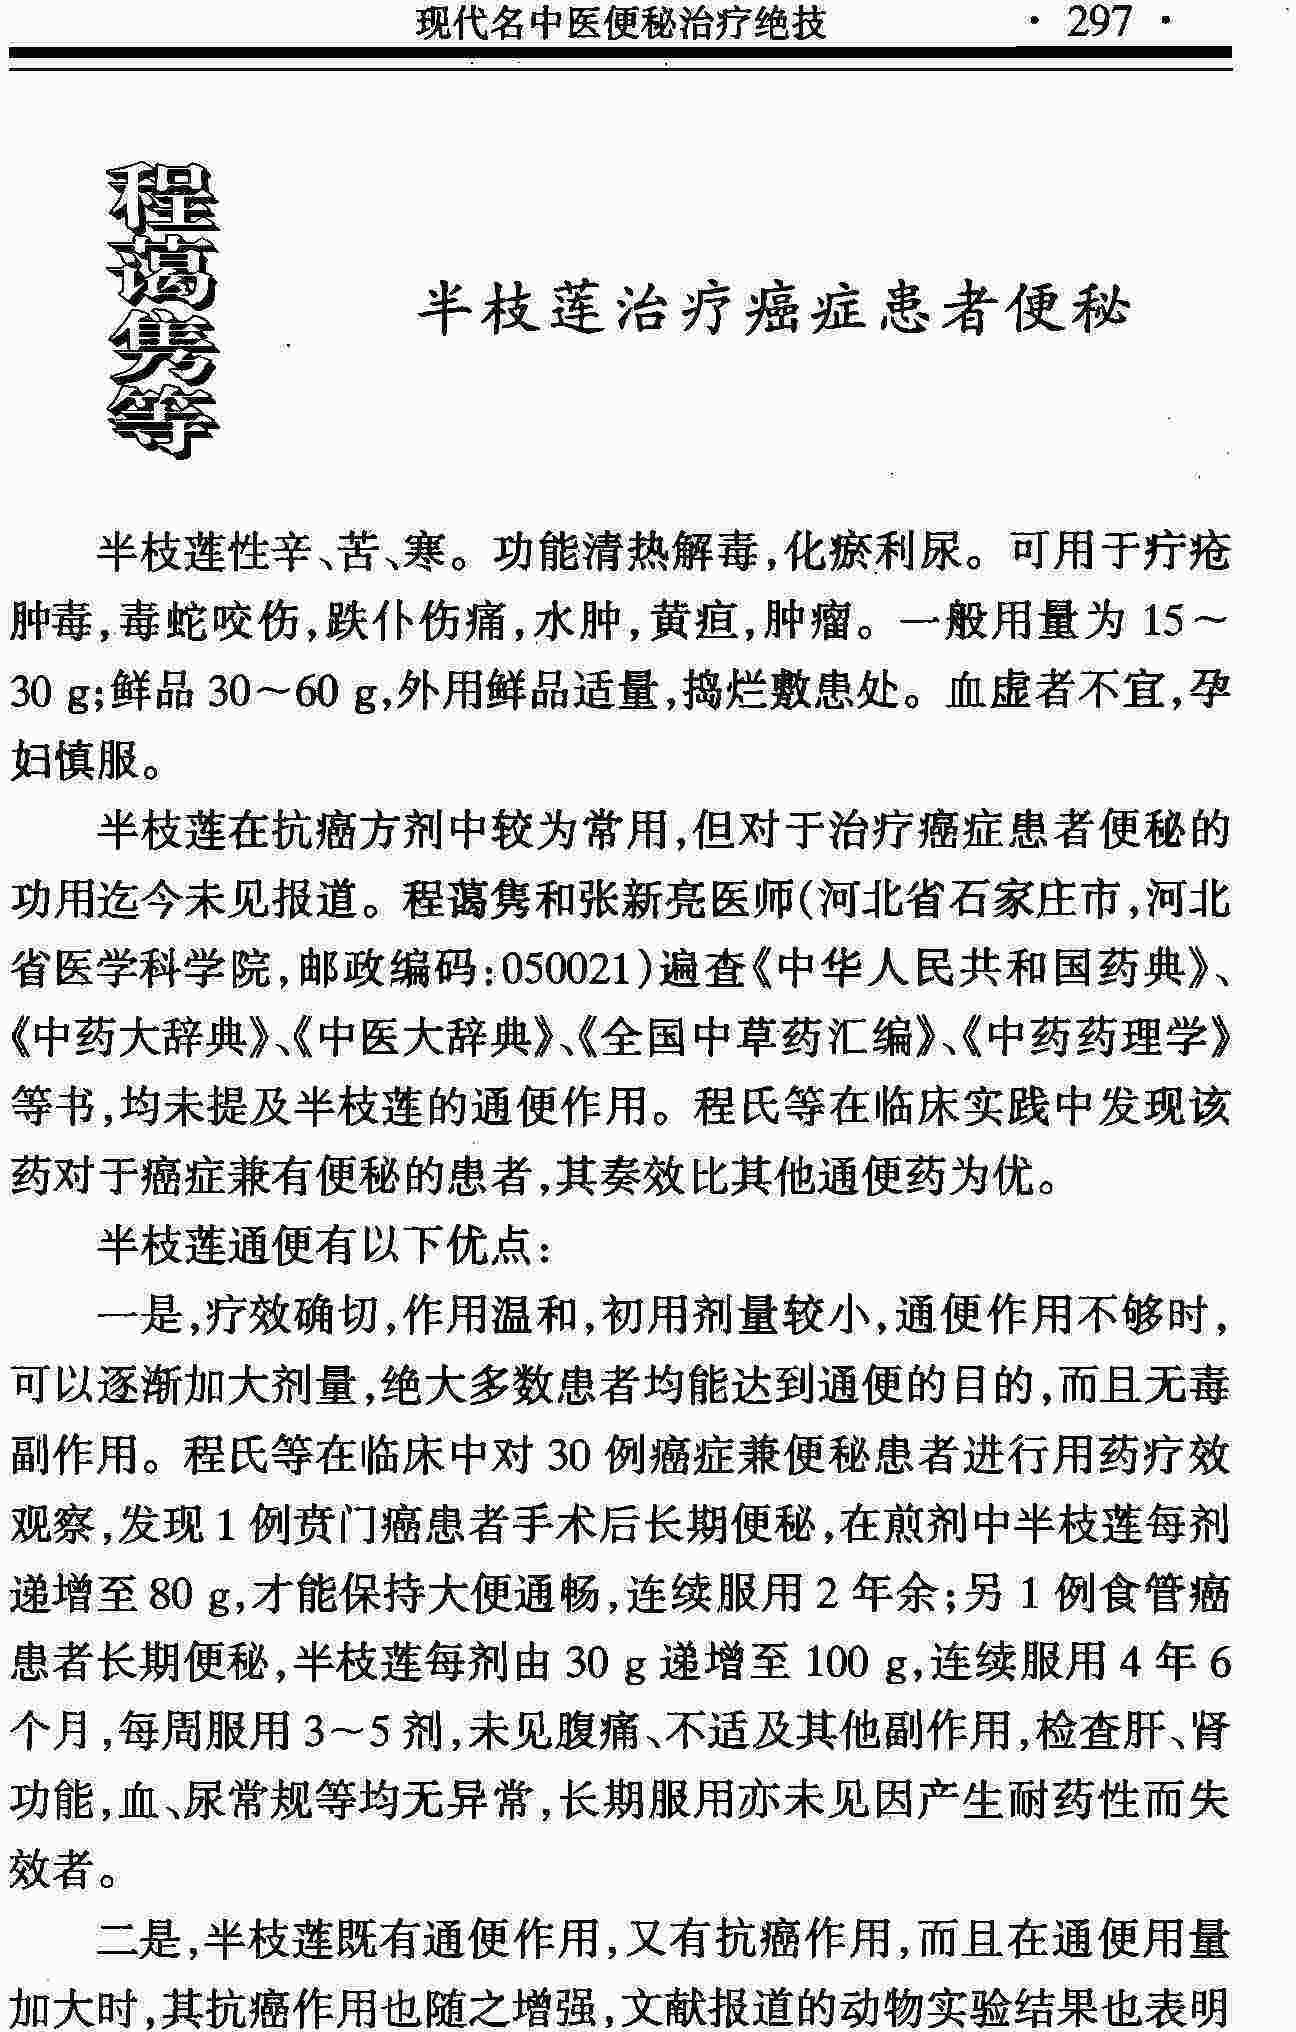 现代名中医便秘治疗绝技 · 297 ·
程蔼隽等
半枝莲治疗癌症患者便秘
半枝莲性辛、苦、寒。功能清热解毒,化瘀利尿。可用于疔疮
肿毒,毒蛇咬伤,跌仆伤痛,水肿,黄疸,肿瘤。一般用量为 15～
30 g;鲜品 30～60 g,外用鲜品适量,捣烂敷患处。血虚者不宜,孕
妇慎服。
半枝莲在抗癌方剂中较为常用,但对于治疗癌症患者便秘的
功用迄今未见报道。程蔼隽和张新亮医师(河北省石家庄市,河北
省医学科学院,邮政编码:050021)遍查《中华人民共和国药典》、
《中药大辞典》、《中医大辞典》、《全国中草药汇编》、《中药药理学》
等书,均未提及半枝莲的通便作用。程氏等在临床实践中发现该
药对于癌症兼有便秘的患者,其奏效比其他通便药为优。
半枝莲通便有以下优点:
一是,疗效确切,作用温和,初用剂量较小,通便作用不够时,
可以逐渐加大剂量,绝大多数患者均能达到通便的目的,而且无毒
副作用。程氏等在临床中对 30 例癌症兼便秘患者进行用药疗效
观察,发现 1 例贲门癌患者手术后长期便秘,在煎剂中半枝莲每剂
递增至 80 g,才能保持大便通畅,连续服用 2 年余;另 1 例食管癌
患者长期便秘,半枝莲每剂由 30 g 递增至 100 g,连续服用 4 年 6
个月,每周服用 3～5 剂,未见腹痛、不适及其他副作用,检查肝、肾
功能,血、尿常规等均无异常,长期服用亦未见因产生耐药性而失
效者。
二是,半枝莲既有通便作用,又有抗癌作用,而且在通便用量
加大时,其抗癌作用也随之增强,文献报道的动物实验结果也表明